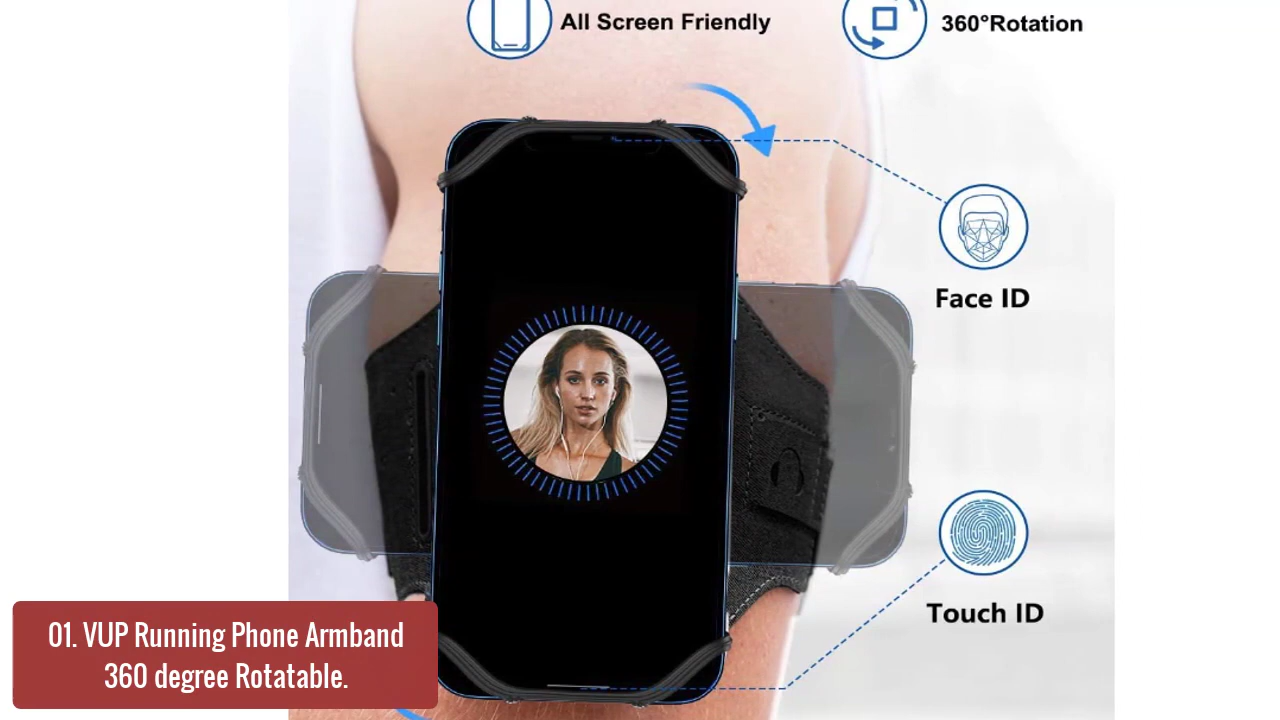 All Screen Friendly
360°Rotation
Face ID
Touch ID
01. VUP Running Phone Armband
360 degree Rotatable.